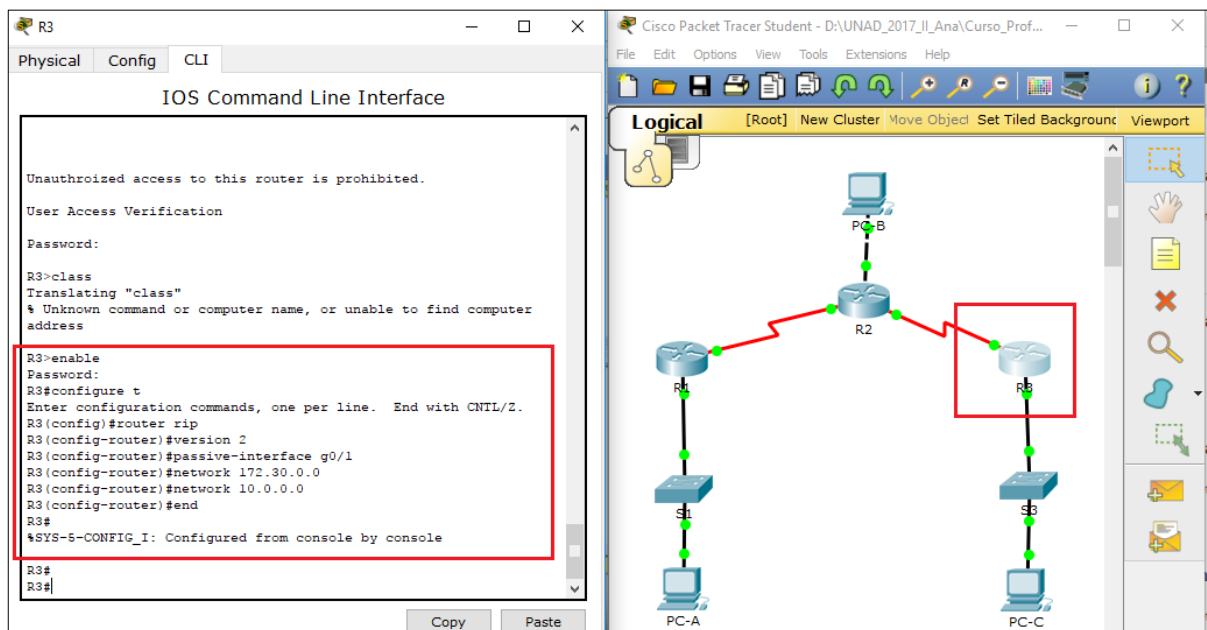 R3
Physical Config CLI
IOS Command Line Interface
Unauthroized access to this router is prohibited.
User Access Verification
Password:
R3>class
Translating "class"
% Unknown command or computer name, or unable to find computer
address
R3>enable
Password:
R3#configure t
Enter configuration commands, one per line. End with CNTL/Z.
R3(config)#router rip
R3(config-router)#version 2
R3(config-router)#passive-interface g0/1
R3(config-router)#network 172.30.0.0
R3(config-router)#network 10.0.0.0
R3(config-router)#end
R3#
%SYS-5-CONFIG_I: Configured from console by console
R3#
R3#
Copy Paste
Cisco Packet Tracer Student - D:\UNAD_2017_II_Ana\Curso_Prof...
File Edit Options View Tools Extensions Help
Logical [Root] New Cluster Move Object Set Tiled Background Viewport
PC-B
R2
R1
R3
S1
S3
PC-A
PC-C